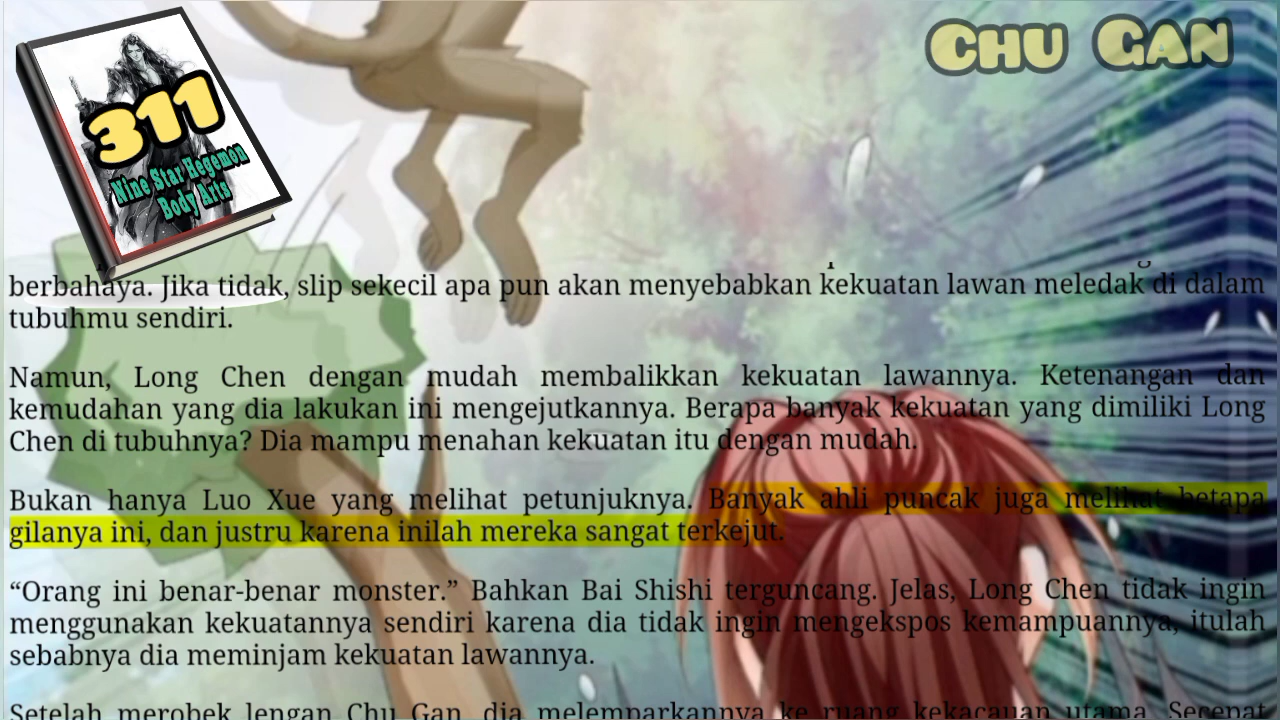 CHU GAN
311
Nine Star Hegemon
Body Arts
berbahaya. Jika tidak, slip sekecil apa pun akan menyebabkan kekuatan lawan meledak di dalam
tubuhmu sendiri.
Namun, Long Chen dengan mudah membalikkan kekuatan lawannya. Ketenangan dan
kemudahan yang dia lakukan ini mengejutkannya. Berapa banyak kekuatan yang dimiliki Long
Chen di tubuhnya? Dia mampu menahan kekuatan itu dengan mudah.
Bukan hanya Luo Xue yang melihat petunjuknya. Banyak ahli puncak juga melihat betapa
gilanya ini, dan justru karena inilah mereka sangat terkejut.
“Orang ini benar-benar monster.” Bahkan Bai Shishi terguncang. Jelas, Long Chen tidak ingin
menggunakan kekuatannya sendiri karena dia tidak ingin mengekspos kemampuannya, itulah
sebabnya dia meminjam kekuatan lawannya.
Setelah merobek lengan Chu Gan, dia melemparkannya ke ruang kekacauan utama. Secepat